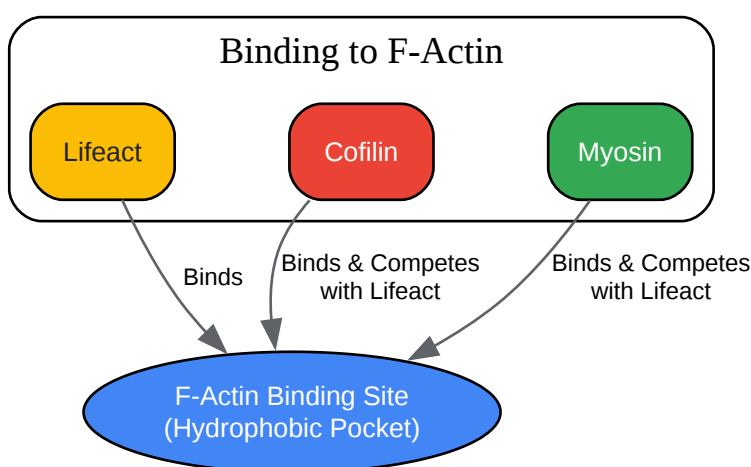 Binding to F-Actin
Lifeact
Cofilin
Myosin
Binds
Binds & Competes
with Lifeact
Binds & Competes
with Lifeact
F-Actin Binding Site
(Hydrophobic Pocket)